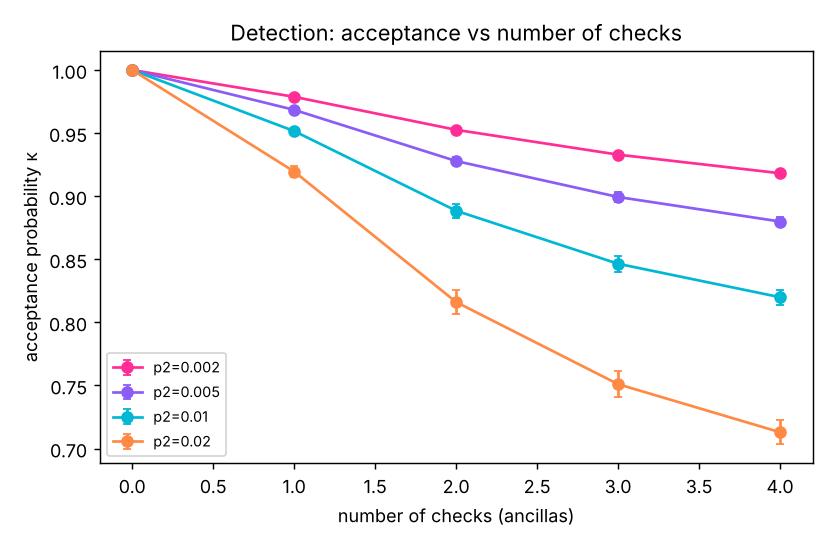 Detection: acceptance vs number of checks
acceptance probability κ
1.00
0.95
0.90
0.85
0.80
0.75
0.70
p2=0.002
p2=0.005
p2=0.01
p2=0.02
0.0 0.5 1.0 1.5 2.0 2.5 3.0 3.5 4.0
number of checks (ancillas)